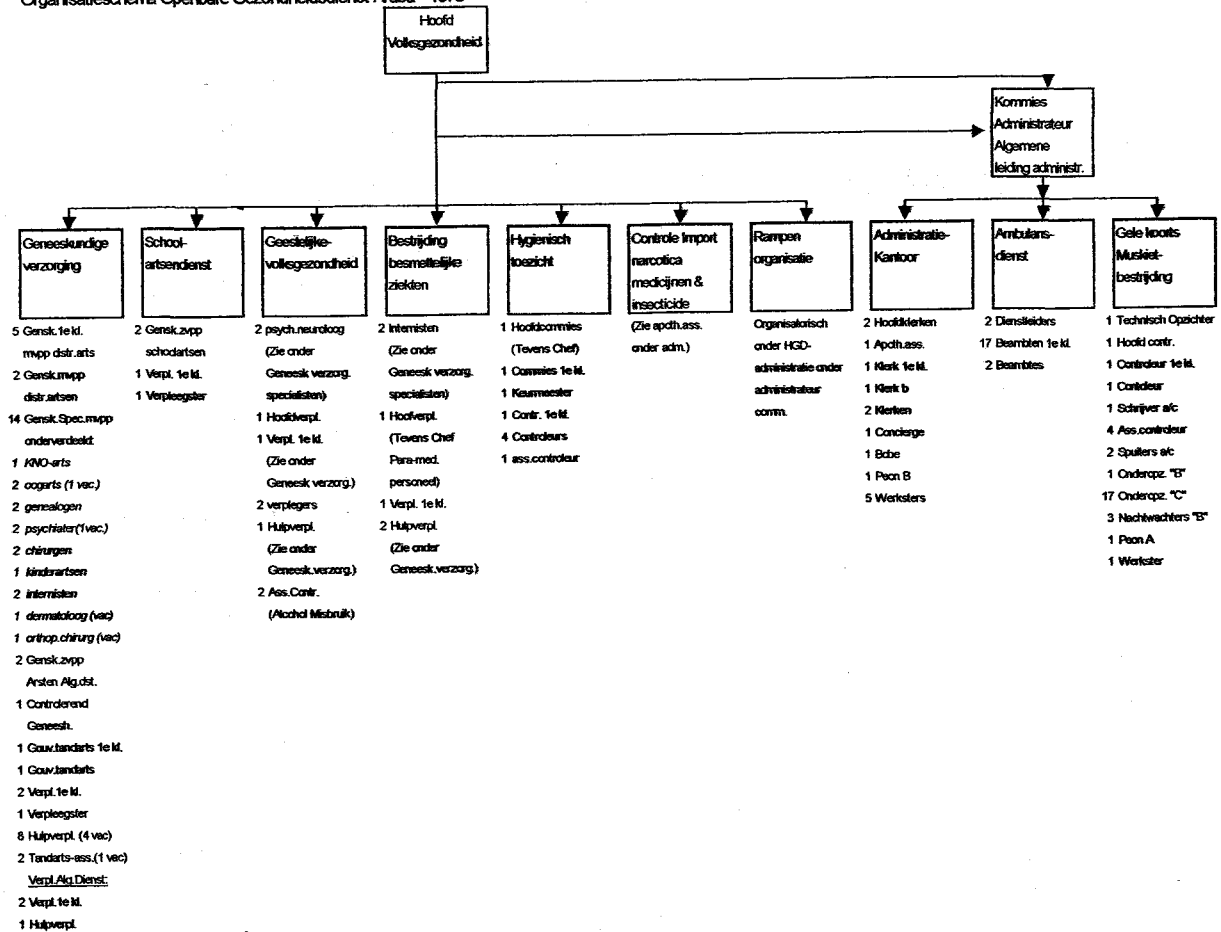 Organisatieschema Openbare Gezondheidsdienst Aruba
Hoofd
Volksgezondheid
Kommies
Administrateur
Algemene
leiding administr.
Geneeskundige
verzorging
School-
artsendienst
Geestelijke-
volksgezondheid
Bestrijding
besmettelijke
ziekten
Hygienisch
toezicht
Controle Import
narcotica
medicijnen &
insecticide
Rampen
organisatie
Administratie-
Kantoor
Ambulans-
dienst
Gele koorts
Muskiet-
bestrijding
5 Gensk.1e kl.
mvpp dstr.arts
2 Gensk.mvpp
distr.artsen
14 Gensk.Spec.mvpp
onderverdeekt:
1 KNO-arts
2 oogarts (1 vac.)
2 genealogen
2 psychiater(1vac.)
2 chirurgen
1 kinderartsen
2 internisten
1 dermatoloog (vac)
1 orthop.chirurg (vac)
2 Gensk.zvpp
Arsten Alg.dst.
1 Controlerend
Geneesh.
1 Gouv.tandarts 1e kl.
1 Gouv.tandarts
2 Verpl.1e kl.
1 Verpleegster
8 Hulpverpl. (4 vac)
2 Tandarts-ass.(1 vac)
Verpl.Alg.Dienst:
2 Verpl.1e kl.
1 Hulpverpl.
2 Gensk.zvpp
schoolartsen
1 Verpl. 1e kl.
1 Verpleegster
2 psych.neuroloog
(Zie onder
Geneesk verzorg.
specialisten)
1 Hoofdverpl.
1 Verpl. 1e kl.
(Zie onder
Geneesk verzorg.)
2 verplegers
1 Hulpverpl.
(Zie onder
Geneesk.verzorg.)
2 Ass.Contr.
(Alcohol Misbruik)
2 Internisten
(Zie onder
Geneesk verzorg.
specialisten)
1 Hoofverpl.
(Tevens Chef
Para-med.
personeel)
1 Verpl. 1e kl.
2 Hulpverpl.
(Zie onder
Geneesk.verzorg.)
1 Hoofdcommies
(Tevens Chef)
1 Commies 1e kl.
1 Keurmeester
1 Contr. 1e kl.
4 Controleurs
1 ass.controleur
(Zie apoth.ass.
onder adm.)
Organisatorisch
onder HGD-
administratie onder
administrateur
comm.
2 Hoofdklerken
1 Apoth.ass.
1 Klerk 1e kl.
1 Klerk b
2 Klerken
1 Concierge
1 Bobe
1 Peon B
5 Werksters
2 Dienstleiders
17 Beambten 1e kl.
2 Beambtes
1 Technisch Opzichter
1 Hoofd contr.
1 Controleur 1e kl.
1 Contoleur
1 Schrijver a/c
4 Ass.controleur
2 Spuiters a/c
1 Onderopz. "B"
17 Onderopz. "C"
3 Nachtwachters "B"
1 Peon A
1 Werkster